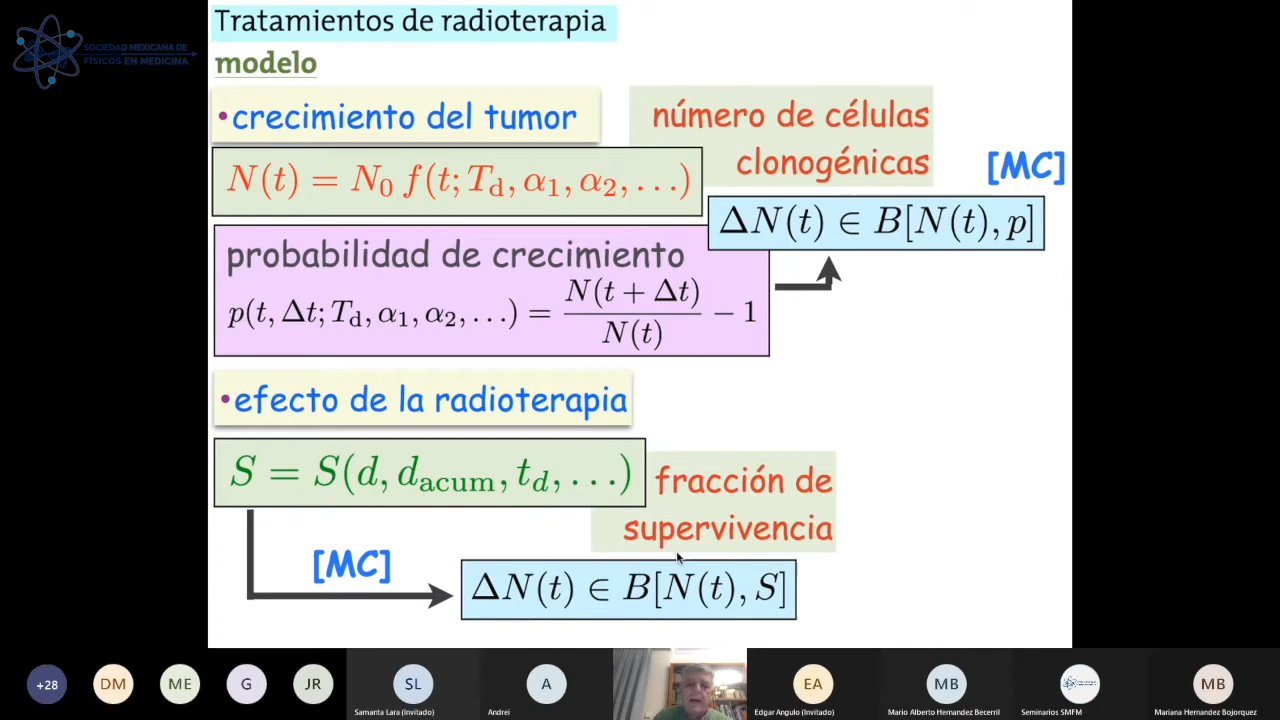 Tratamientos de radioterapia
SOCIEDAD MEXICANA DE
FÍSICOS EN MEDICINA
modelo
•crecimiento del tumor
número de células
clonogénicas
[MC]
N(t) = N₀ f(t; T_d, α₁, α₂, …)
ΔN(t) ∈ B[N(t), p]
probabilidad de crecimiento
p(t, Δt; T_d, α₁, α₂, …) = N(t + Δt) / N(t) − 1
•efecto de la radioterapia
S = S(d, d_acum, t_d, …)
fracción de
supervivencia
[MC]
ΔN(t) ∈ B[N(t), S]
+28
DM
ME
G
JR
SL
Samanta Lara (Invitado)
A
Andrei
EA
Edgar Angulo (Invitado)
MB
Mario Alberto Hernandez Becerril
Seminarios SMFM
MB
Mariana Hernandez Bojorquez